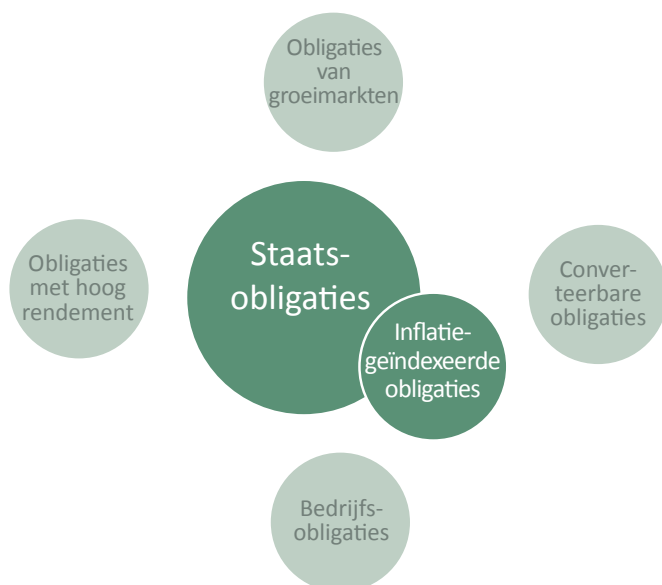 Obligaties
van
groeimarkten
Staats-
obligaties
Obligaties
met hoog
rendement
Conver-
teerbare
obligaties
Inflatie-
geïndexeerde
obligaties
Bedrijfs-
obligaties